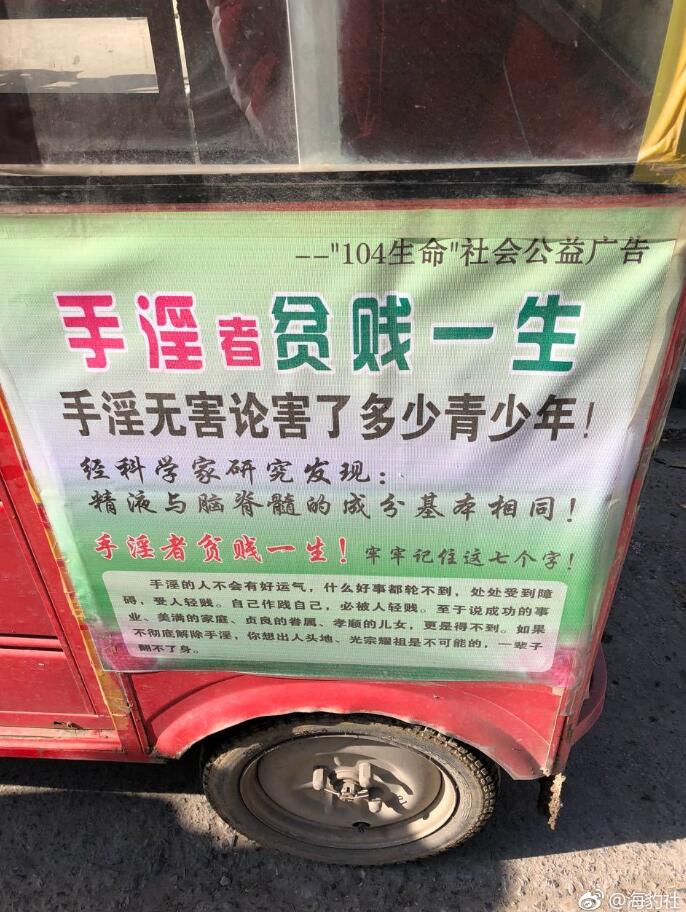 --"104生命"社会公益广告
手淫者贫贱一生
手淫无害论害了多少青少年！
经科学家研究发现：
精液与脑脊髓的成分基本相同！
手淫者贫贱一生！牢牢记住这七个字！
手淫的人不会有好运气，什么好事都轮不到，处处受到障
碍，受人轻贱。自己作践自己，必被人轻贱。至于说成功的事
业、美满的家庭、贞良的眷属、孝顺的儿女，更是得不到。如果
不彻底解除手淫，你想出人头地、光宗耀祖是不可能的，一辈子
翻不了身。
@海豹社